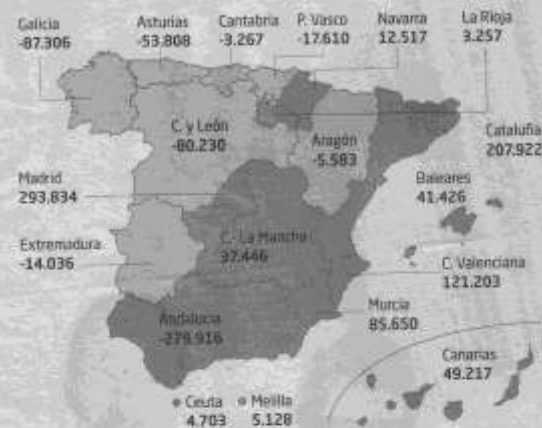 Galicia
-87.306
Asturias
-53.808
Cantabria
-3.267
P. Vasco
-17.610
Navarra
12.517
La Rioja
3.257
C. y León
-80.230
Aragón
-5.583
Cataluña
207.922
Madrid
293.834
Baleares
41.426
Extremadura
-14.036
C.- La Mancha
37.446
C. Valenciana
121.203
Andalucía
-279.916
Murcia
85.650
Canarias
49.217
Ceuta
4.703
Melilla
5.128